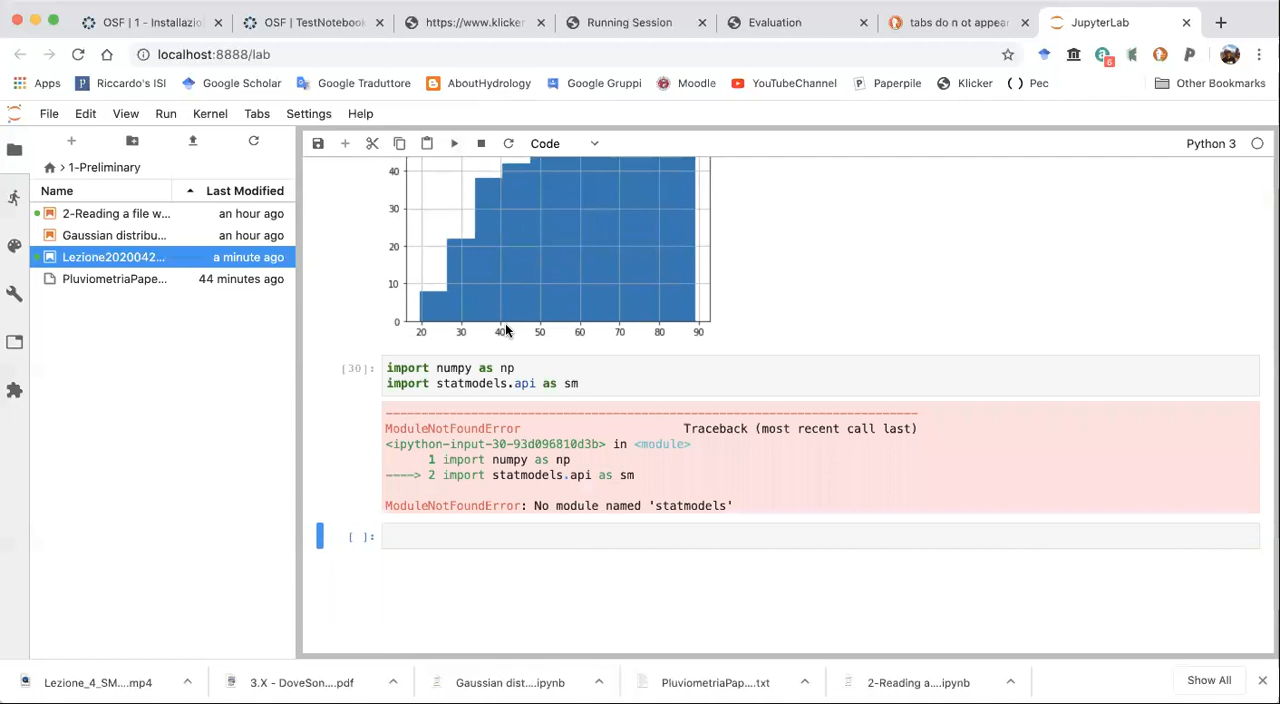 OSF | 1 - Installazio
OSF | TestNotebook
https://www.klicker
Running Session
Evaluation
tabs do n ot appear
JupyterLab
localhost:8888/lab
6
Apps
Riccardo's ISI
Google Scholar
Google Traduttore
AboutHydrology
Google Gruppi
Moodle
YouTubeChannel
Paperpile
Klicker
Pec
Other Bookmarks
File Edit View Run Kernel Tabs Settings Help
Code
Python 3
> 1-Preliminary
Name
Last Modified
2-Reading a file w... an hour ago
Gaussian distribu... an hour ago
Lezione2020042... a minute ago
PluviometriaPape... 44 minutes ago
40
30
20
10
0
20 30 40 50 60 70 80 90
[30]: import numpy as np
import statmodels.api as sm
---------------------------------------------------------------------------
ModuleNotFoundError Traceback (most recent call last)
<ipython-input-30-93d096810d3b> in <module>
1 import numpy as np
----> 2 import statmodels.api as sm
ModuleNotFoundError: No module named 'statmodels'
[ ]:
Lezione_4_SM....mp4
3.X - DoveSon....pdf
Gaussian dist....ipynb
PluviometriaPap....txt
2-Reading a....ipynb
Show All